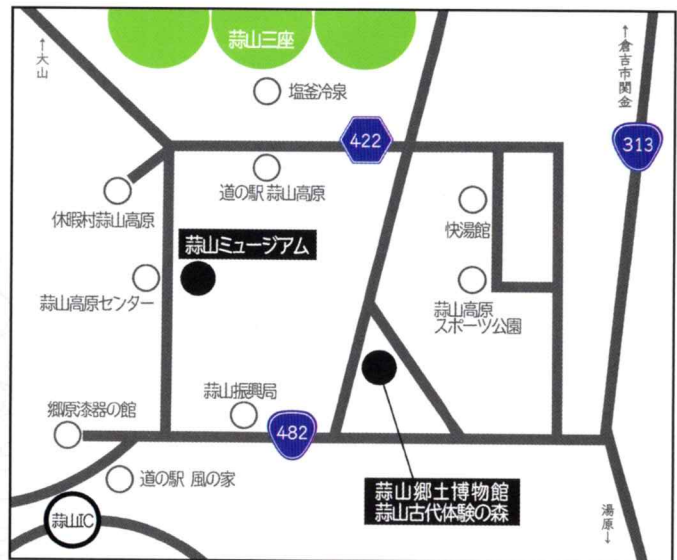 蒜山三座
↑大山
↑倉吉市関金
塩釜冷泉
422
313
道の駅 蒜山高原
休暇村蒜山高原
快湯館
蒜山ミュージアム
蒜山高原センター
蒜山高原
スポーツ公園
蒜山振興局
郷原漆器の館
482
道の駅 風の家
蒜山郷土博物館
蒜山古代体験の森
蒜山IC
湯原↓